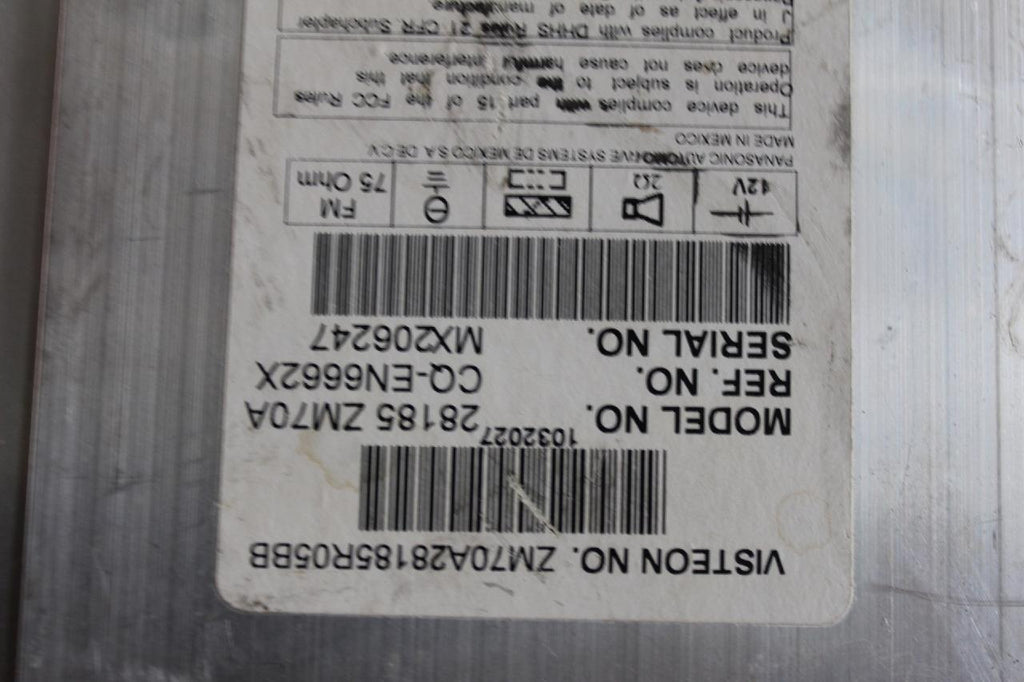 VISTEON NO. ZM70A28185R05BB
1032027
MODEL NO. 28185 ZM70A
REF. NO. CQ-EN6662X
SERIAL NO. MX206247
12V 2Ω FM 75 Ohm
PANASONIC AUTOMOTIVE SYSTEMS DE MEXICO S.A. DE C.V.
MADE IN MEXICO
This device complies with part 15 of the FCC Rules
Operation is subject to the condition that this
device does not cause harmful interference
Product complies with DHHS Rules 21 CFR. Subchapter
J in effect as of date of manufacture